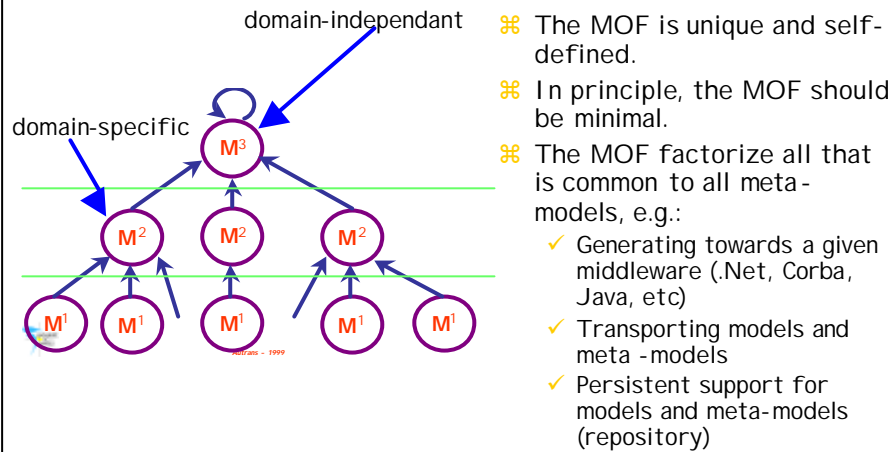 domain-independant
domain-specific
M³
M² M² M²
M¹ M¹ M¹ M¹ M¹
Autrans - 1999
⌘ The MOF is unique and self-
defined.
⌘ In principle, the MOF should
be minimal.
⌘ The MOF factorize all that
is common to all meta-
models, e.g.:
✓ Generating towards a given
middleware (.Net, Corba,
Java, etc)
✓ Transporting models and
meta -models
✓ Persistent support for
models and meta-models
(repository)